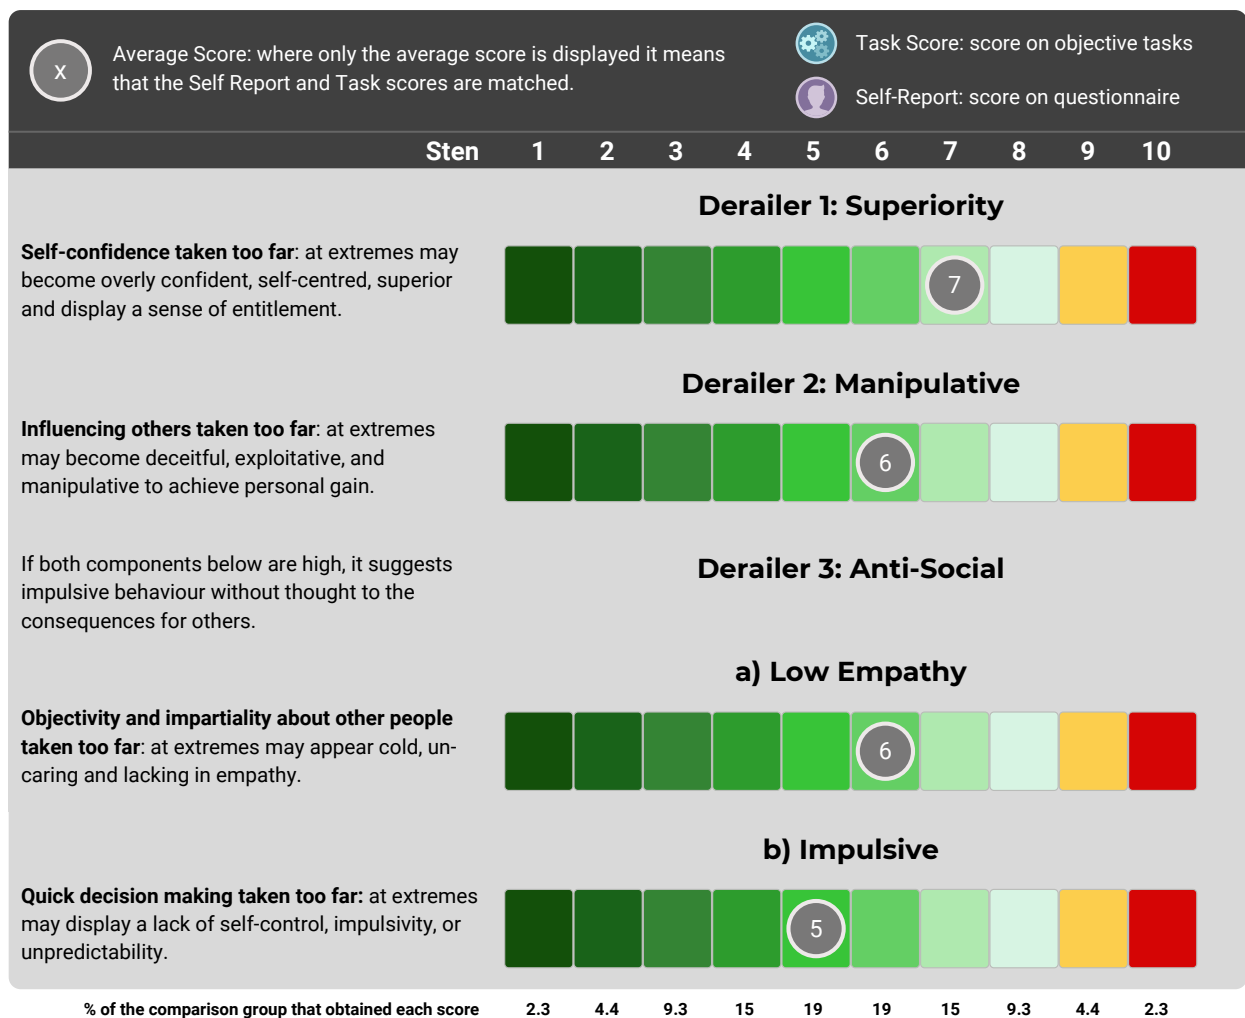 x
Average Score: where only the average score is displayed it means
that the Self Report and Task scores are matched.
Task Score: score on objective tasks
Self-Report: score on questionnaire
Sten 1 2 3 4 5 6 7 8 9 10
Derailer 1: Superiority
Self-confidence taken too far: at extremes may
become overly confident, self-centred, superior
and display a sense of entitlement.
7
Derailer 2: Manipulative
Influencing others taken too far: at extremes
may become deceitful, exploitative, and
manipulative to achieve personal gain.
6
If both components below are high, it suggests
impulsive behaviour without thought to the
consequences for others.
Derailer 3: Anti-Social
a) Low Empathy
Objectivity and impartiality about other people
taken too far: at extremes may appear cold, un-
caring and lacking in empathy.
6
b) Impulsive
Quick decision making taken too far: at extremes
may display a lack of self-control, impulsivity, or
unpredictability.
5
% of the comparison group that obtained each score 2.3 4.4 9.3 15 19 19 15 9.3 4.4 2.3